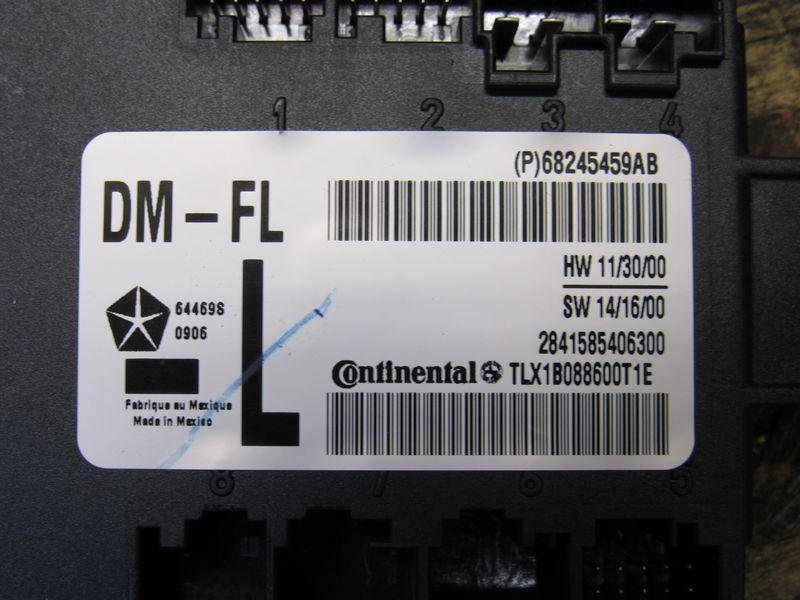 1 2 3 4
(P)68245459AB
DM-FL
HW 11/30/00
SW 14/16/00
L
64469S
0906
2841585406300
Continental TLX1B088600T1E
Fabrique au Mexique
Made in Mexiso
8 7 6 5